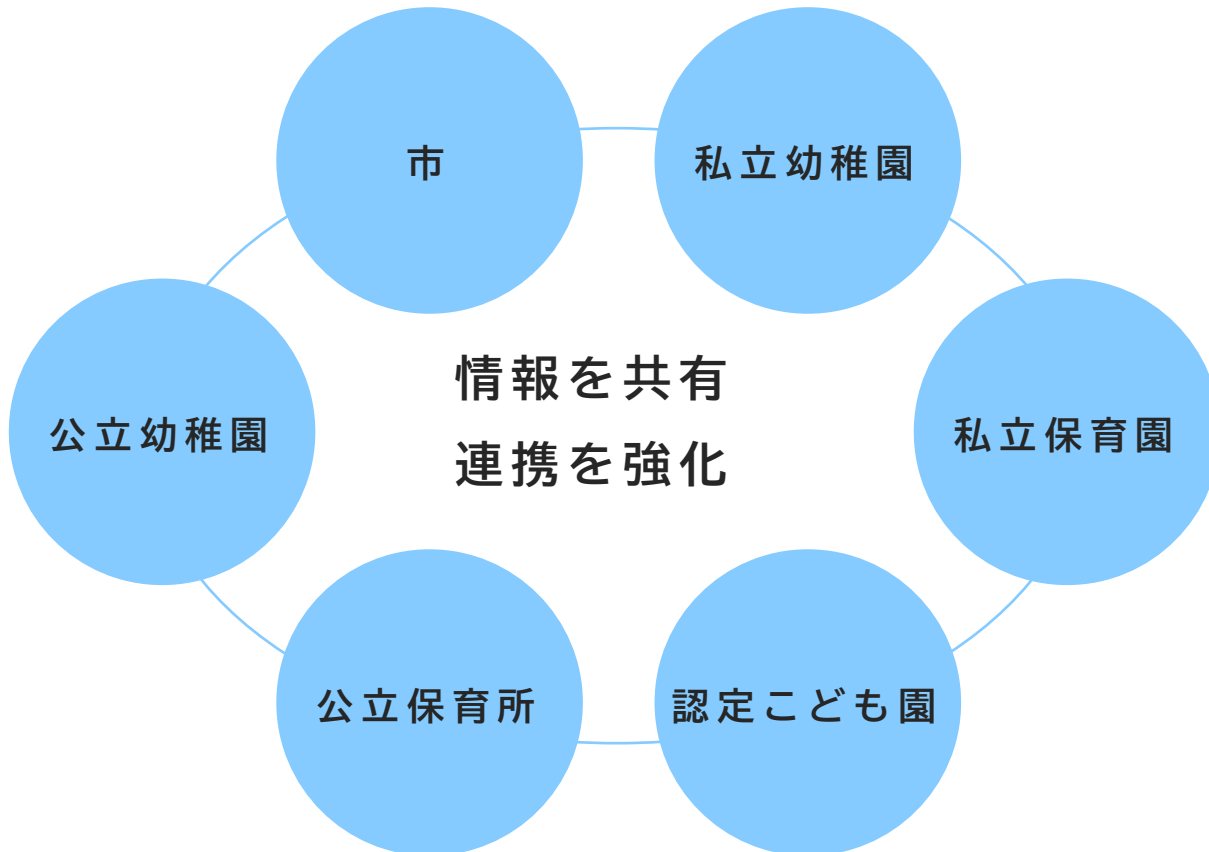 市
私立幼稚園
情報を共有
公立幼稚園
私立保育園
連携を強化
公立保育所
認定こども園